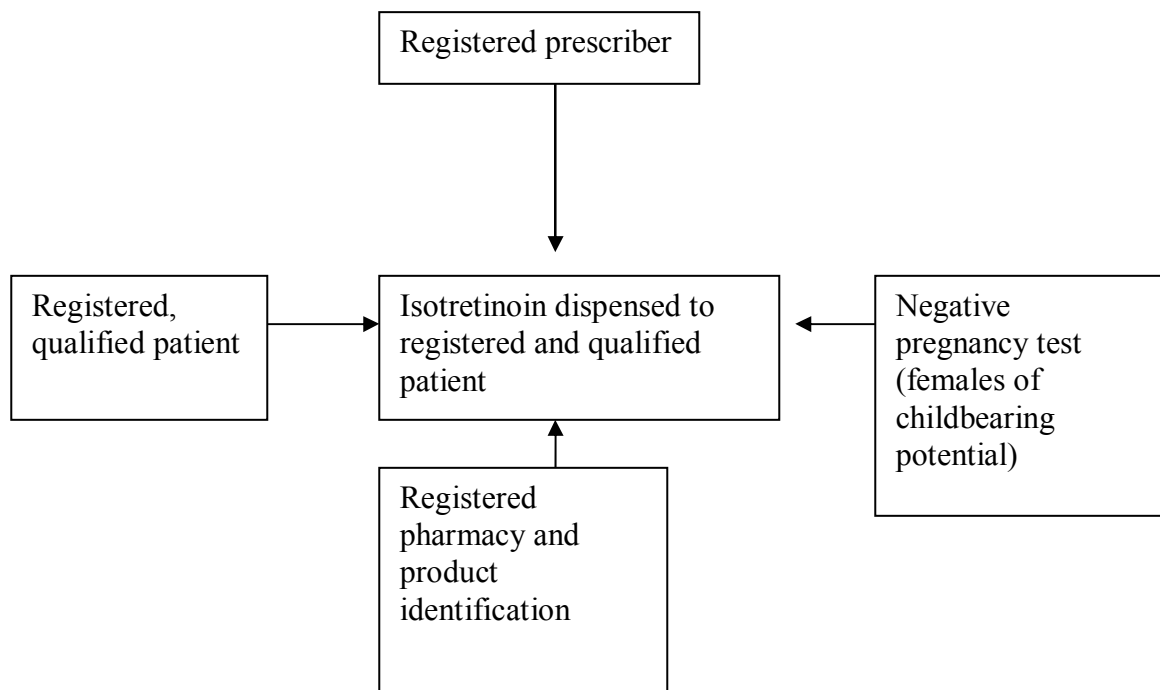 Registered prescriber
Registered,
qualified patient
Isotretinoin dispensed to
registered and qualified
patient
Negative
pregnancy test
(females of
childbearing
potential)
Registered
pharmacy and
product
identification